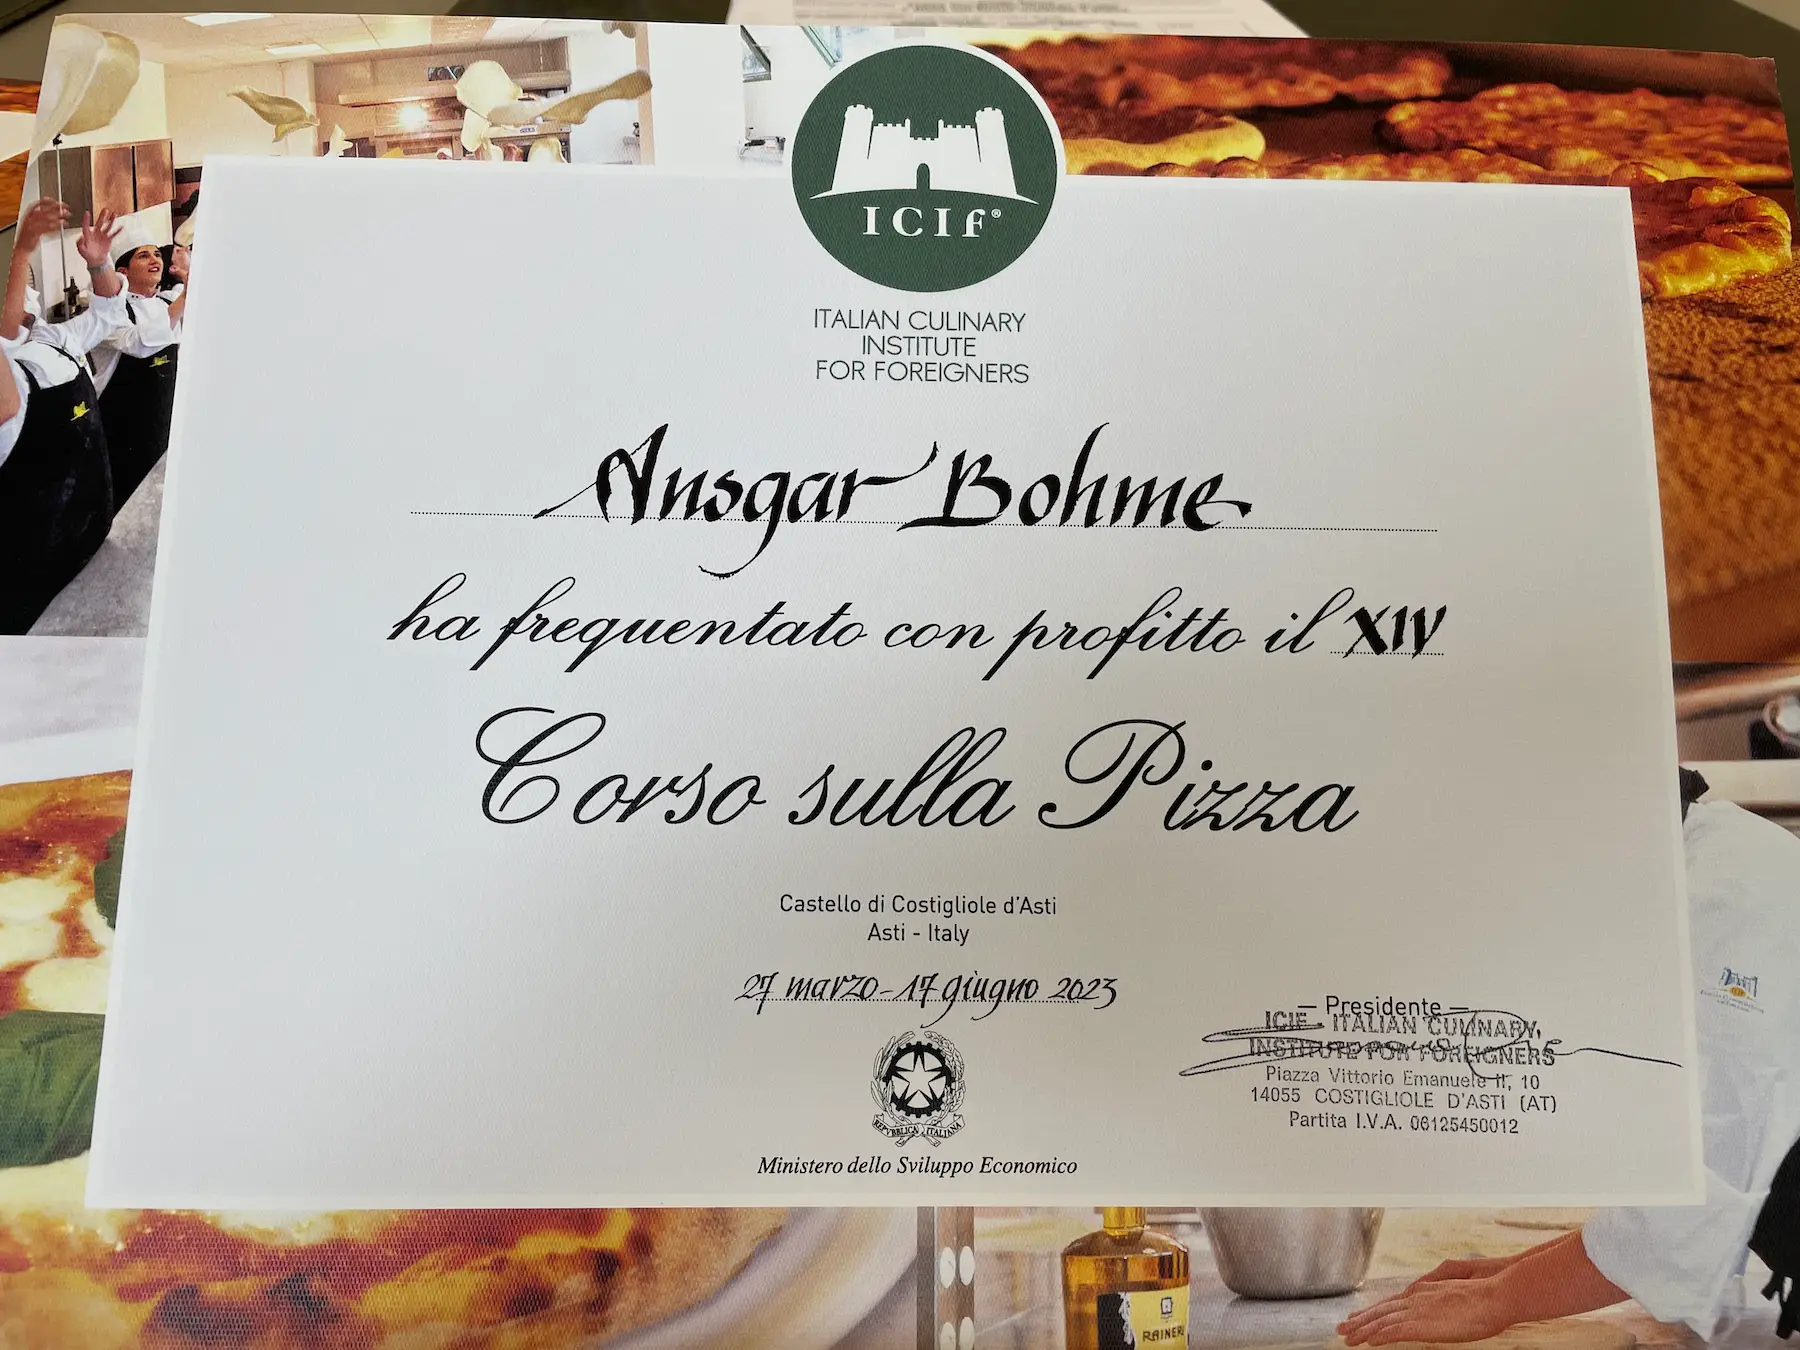 ICIF®
ITALIAN CULINARY
INSTITUTE
FOR FOREIGNERS
Ansgar Bohme
ha frequentato con profitto il XIV
Corso sulla Pizza
Castello di Costigliole d'Asti
Asti - Italy
27 marzo - 17 giugno 2023
REPVBBLICA ITALIANA
Ministero dello Sviluppo Economico
— Presidente —
ICIF - ITALIAN CULINARY
INSTITUTE FOR FOREIGNERS
Piazza Vittorio Emanuele II, 10
14055 COSTIGLIOLE D'ASTI (AT)
Partita I.V.A. 06125450012
RAINERI